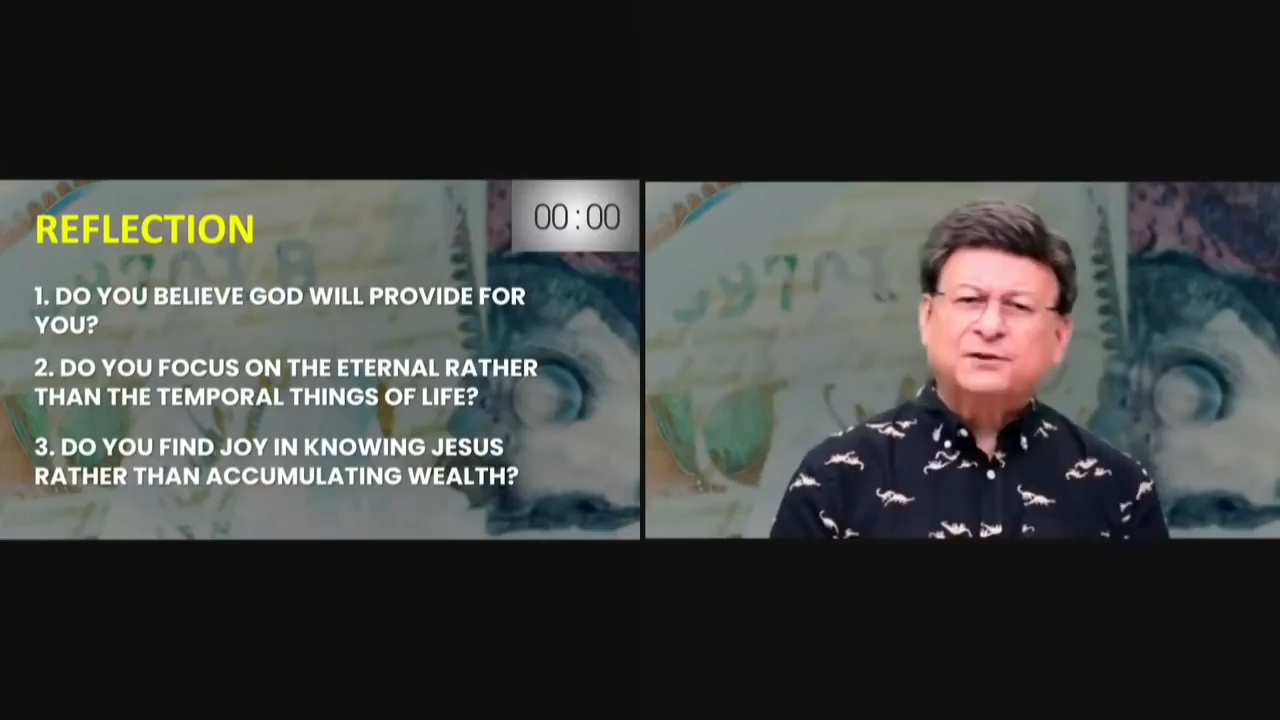 REFLECTION
00:00
1. DO YOU BELIEVE GOD WILL PROVIDE FOR
YOU?
2. DO YOU FOCUS ON THE ETERNAL RATHER
THAN THE TEMPORAL THINGS OF LIFE?
3. DO YOU FIND JOY IN KNOWING JESUS
RATHER THAN ACCUMULATING WEALTH?